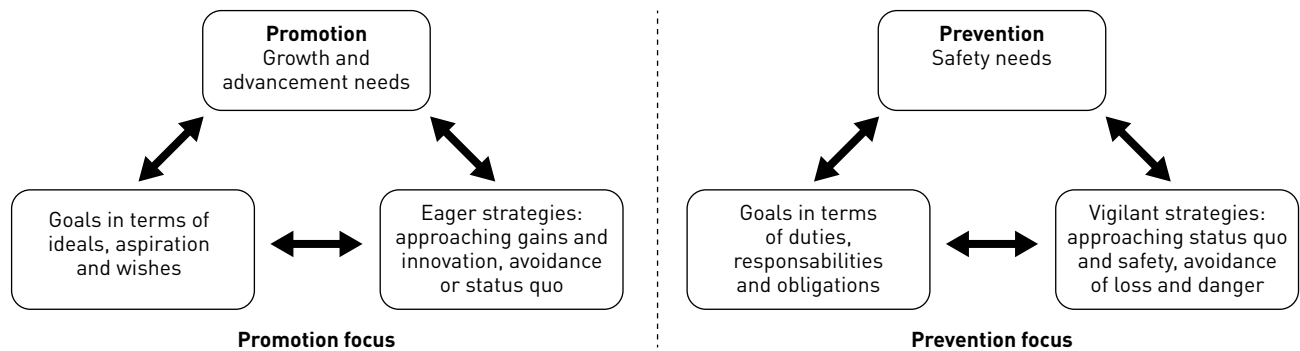 Promotion
Growth and
advancement needs
Goals in terms of
ideals, aspiration
and wishes
Eager strategies:
approaching gains and
innovation, avoidance
or status quo
Promotion focus
Prevention
Safety needs
Goals in terms
of duties,
responsabilities
and obligations
Vigilant strategies:
approaching status quo
and safety, avoidance
of loss and danger
Prevention focus